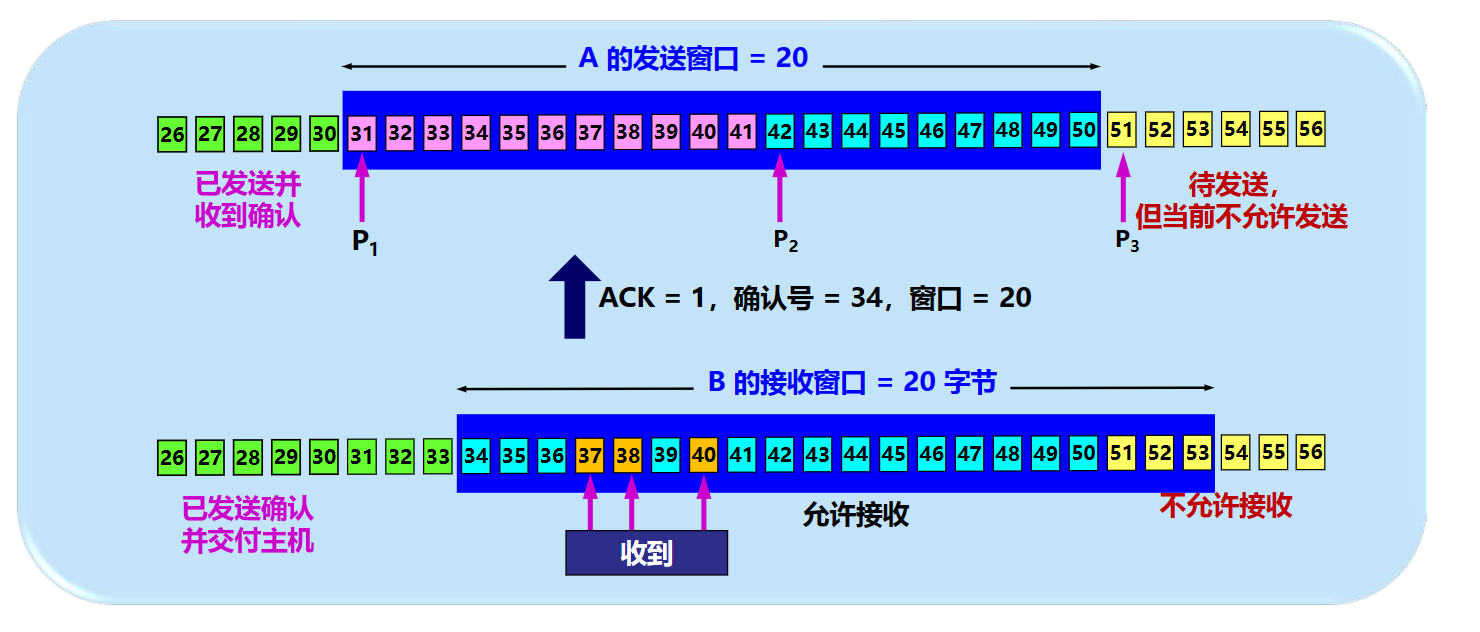 A 的发送窗口 = 20
26 27 28 29 30 31 32 33 34 35 36 37 38 39 40 41 42 43 44 45 46 47 48 49 50 51 52 53 54 55 56
已发送并
收到确认
待发送，
但当前不允许发送
P1
P2
P3
ACK = 1，确认号 = 34，窗口 = 20
B 的接收窗口 = 20 字节
26 27 28 29 30 31 32 33 34 35 36 37 38 39 40 41 42 43 44 45 46 47 48 49 50 51 52 53 54 55 56
已发送确认
并交付主机
允许接收
不允许接收
收到